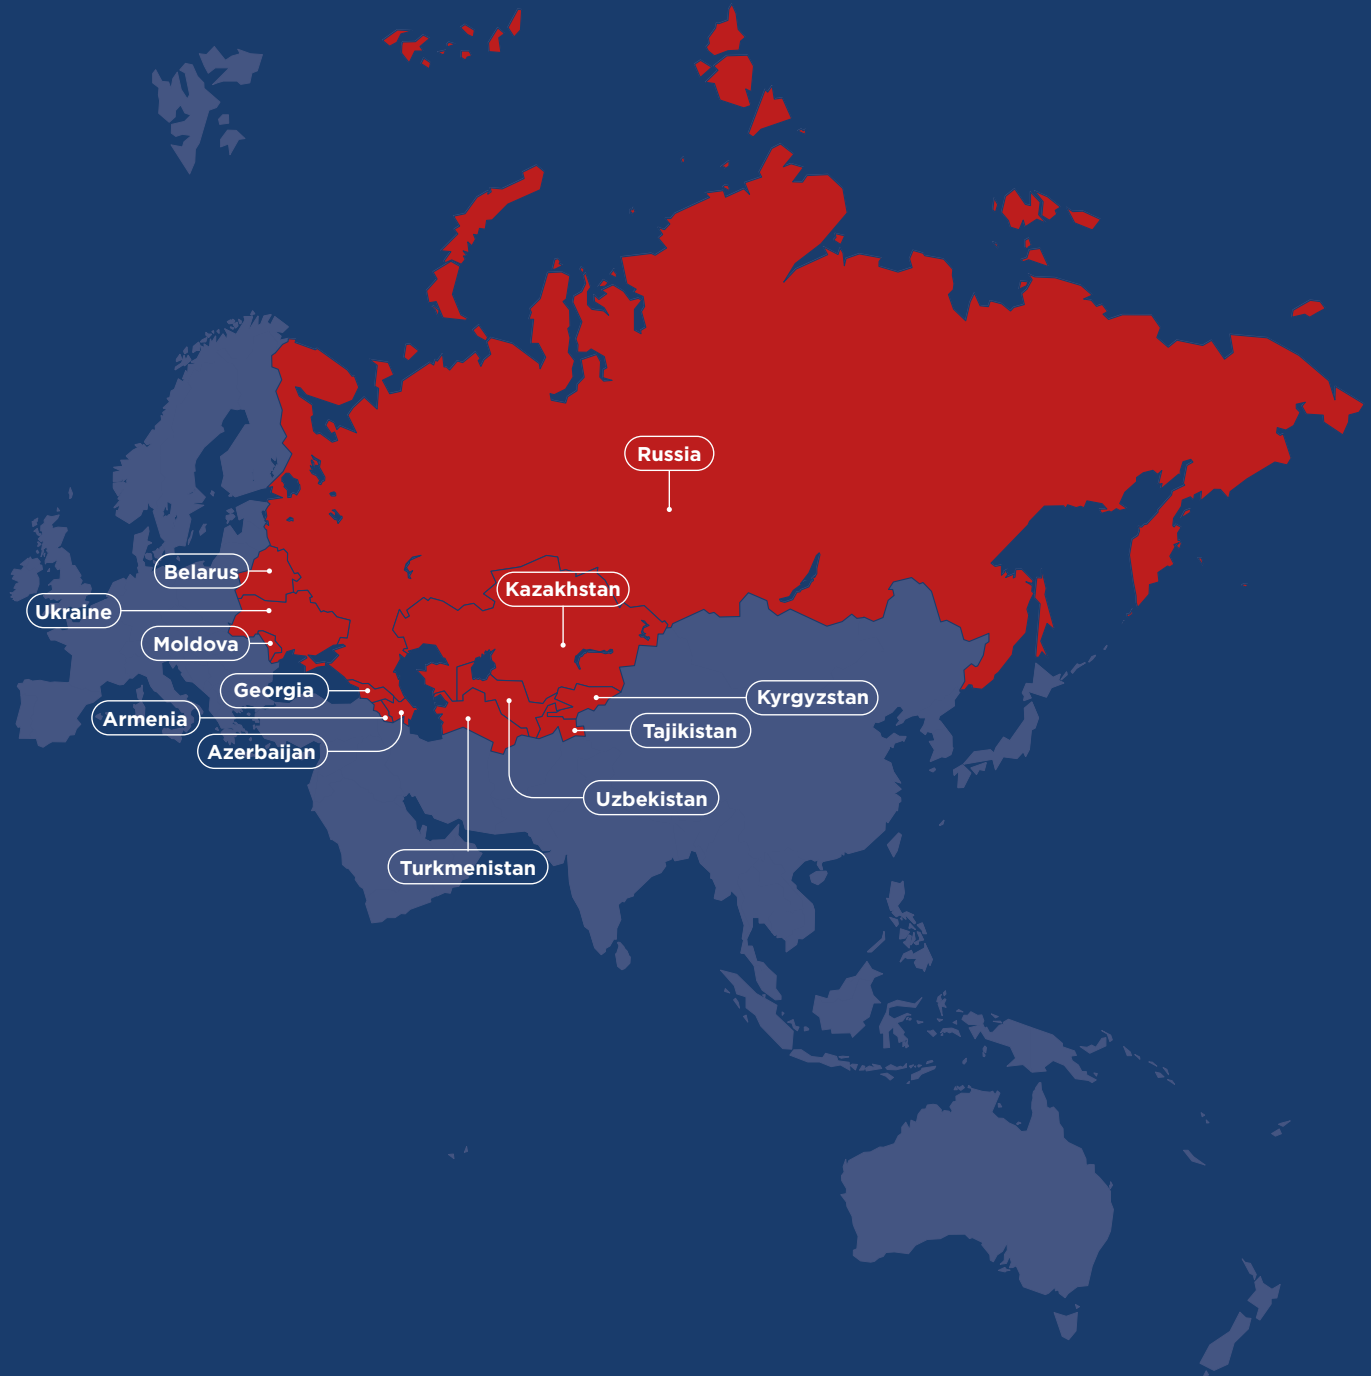 Russia
Belarus
Kazakhstan
Ukraine
Moldova
Georgia
Kyrgyzstan
Armenia
Tajikistan
Azerbaijan
Uzbekistan
Turkmenistan